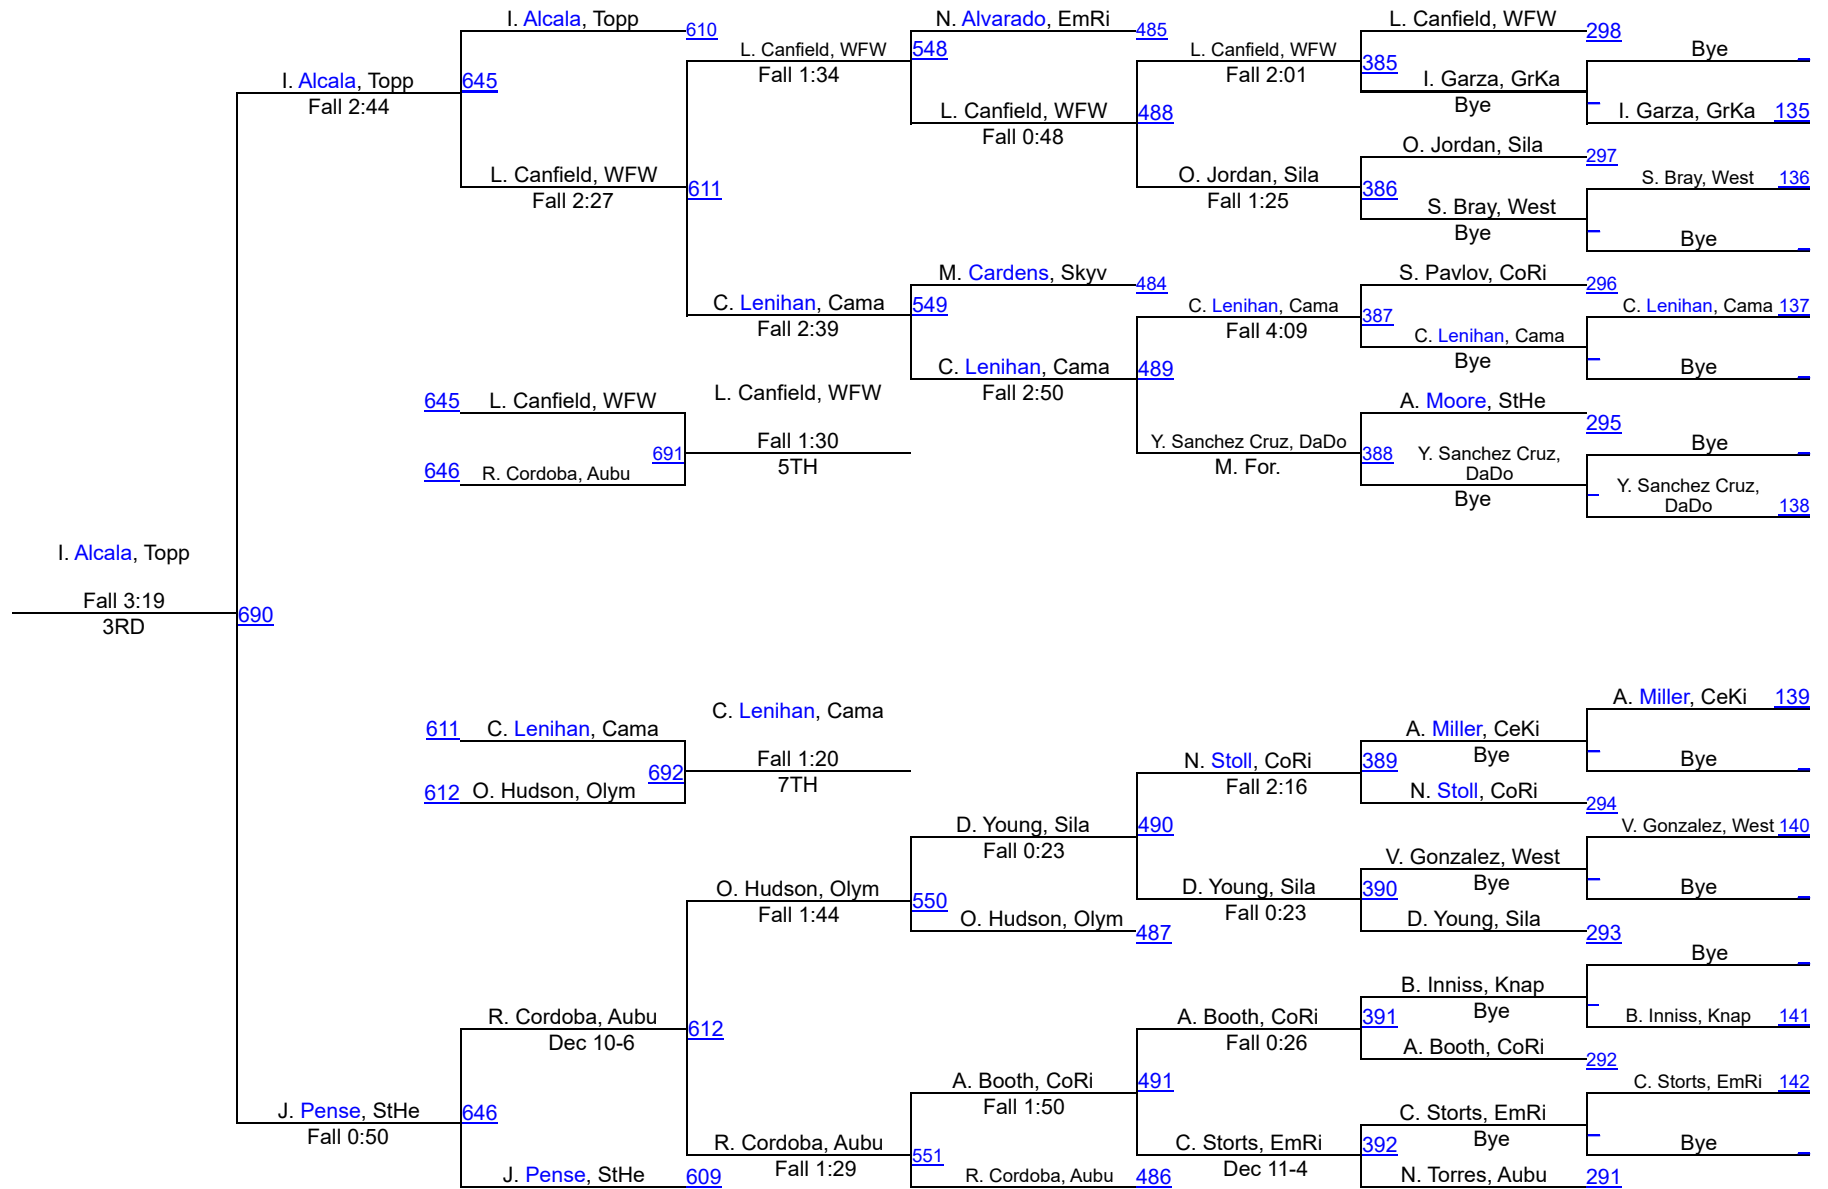 I. Alcala, Topp
610
N. Alvarado, EmRi
485
L. Canfield, WFW
298
L. Canfield, WFW
548
Fall 1:34
L. Canfield, WFW
Fall 2:01
385
Bye
I. Alcala, Topp
645
Fall 2:44
I. Garza, GrKa
Bye
L. Canfield, WFW
488
Fall 0:48
I. Garza, GrKa 135
O. Jordan, Sila
297
L. Canfield, WFW
611
Fall 2:27
O. Jordan, Sila
386
Fall 1:25
S. Bray, West 136
S. Bray, West
Bye
Bye
M. Cardens, Skyv
484
S. Pavlov, CoRi
296
C. Lenihan, Cama
549
Fall 2:39
C. Lenihan, Cama
387
Fall 4:09
C. Lenihan, Cama 137
C. Lenihan, Cama
Bye
C. Lenihan, Cama
489
Fall 2:50
Bye
645 L. Canfield, WFW
L. Canfield, WFW
A. Moore, StHe
295
691
Fall 1:30
5TH
646 R. Cordoba, Aubu
Y. Sanchez Cruz, DaDo
388
M. For.
Y. Sanchez Cruz,
DaDo
Bye
Bye
Y. Sanchez Cruz,
DaDo 138
I. Alcala, Topp
Fall 3:19
3RD
690
A. Miller, CeKi 139
611 C. Lenihan, Cama
C. Lenihan, Cama
A. Miller, CeKi
Bye
692
Fall 1:20
7TH
N. Stoll, CoRi
389
Fall 2:16
Bye
612 O. Hudson, Olym
N. Stoll, CoRi
294
D. Young, Sila
490
Fall 0:23
V. Gonzalez, West 140
V. Gonzalez, West
Bye
O. Hudson, Olym
550
Fall 1:44
D. Young, Sila
390
Fall 0:23
Bye
O. Hudson, Olym
487
D. Young, Sila
293
Bye
R. Cordoba, Aubu
612
Dec 10-6
B. Inniss, Knap
Bye
A. Booth, CoRi
391
Fall 0:26
B. Inniss, Knap 141
A. Booth, CoRi
292
A. Booth, CoRi
491
Fall 1:50
C. Storts, EmRi 142
J. Pense, StHe
646
Fall 0:50
C. Storts, EmRi
Bye
R. Cordoba, Aubu
551
Fall 1:29
C. Storts, EmRi
392
Dec 11-4
Bye
J. Pense, StHe
609
R. Cordoba, Aubu
486
N. Torres, Aubu
291